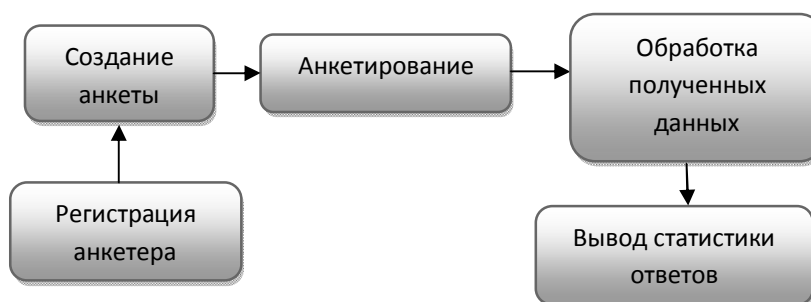 Создание
анкеты
Анкетирование
Обработка
полученных
данных
Регистрация
анкетера
Вывод статистики
ответов